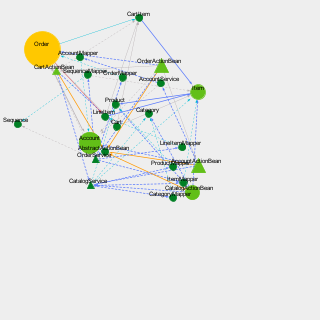 CartItem
Order
AccountMapper
OrderActionBean
CartActionBean
SequenceMapper
OrderMapper
AccountService
Item
Product
Category
LineItem
Sequence
Cart
Account
LineItemMapper
AbstractActionBean
OrderService
ProductMapper
AccountActionBean
CatalogService
ItemMapper
CatalogActionBean
CategoryMapper